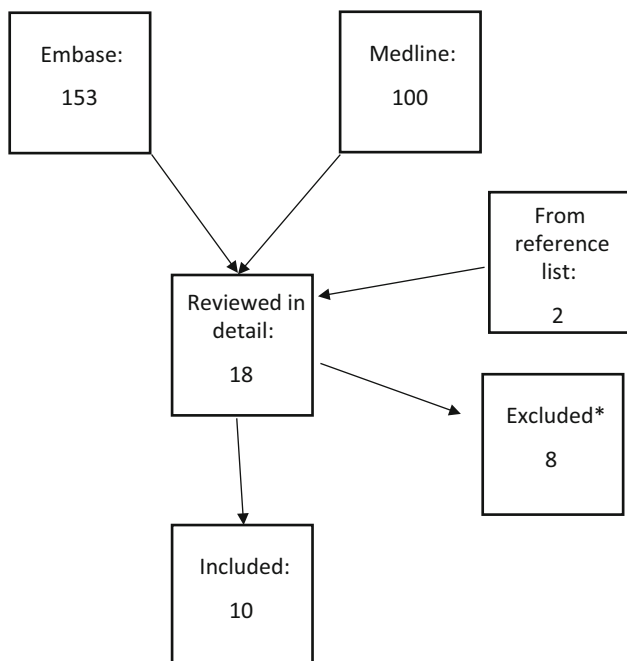 Embase:
153
Medline:
100
From
reference
list:
2
Reviewed in
detail:
18
Excluded*
8
Included:
10